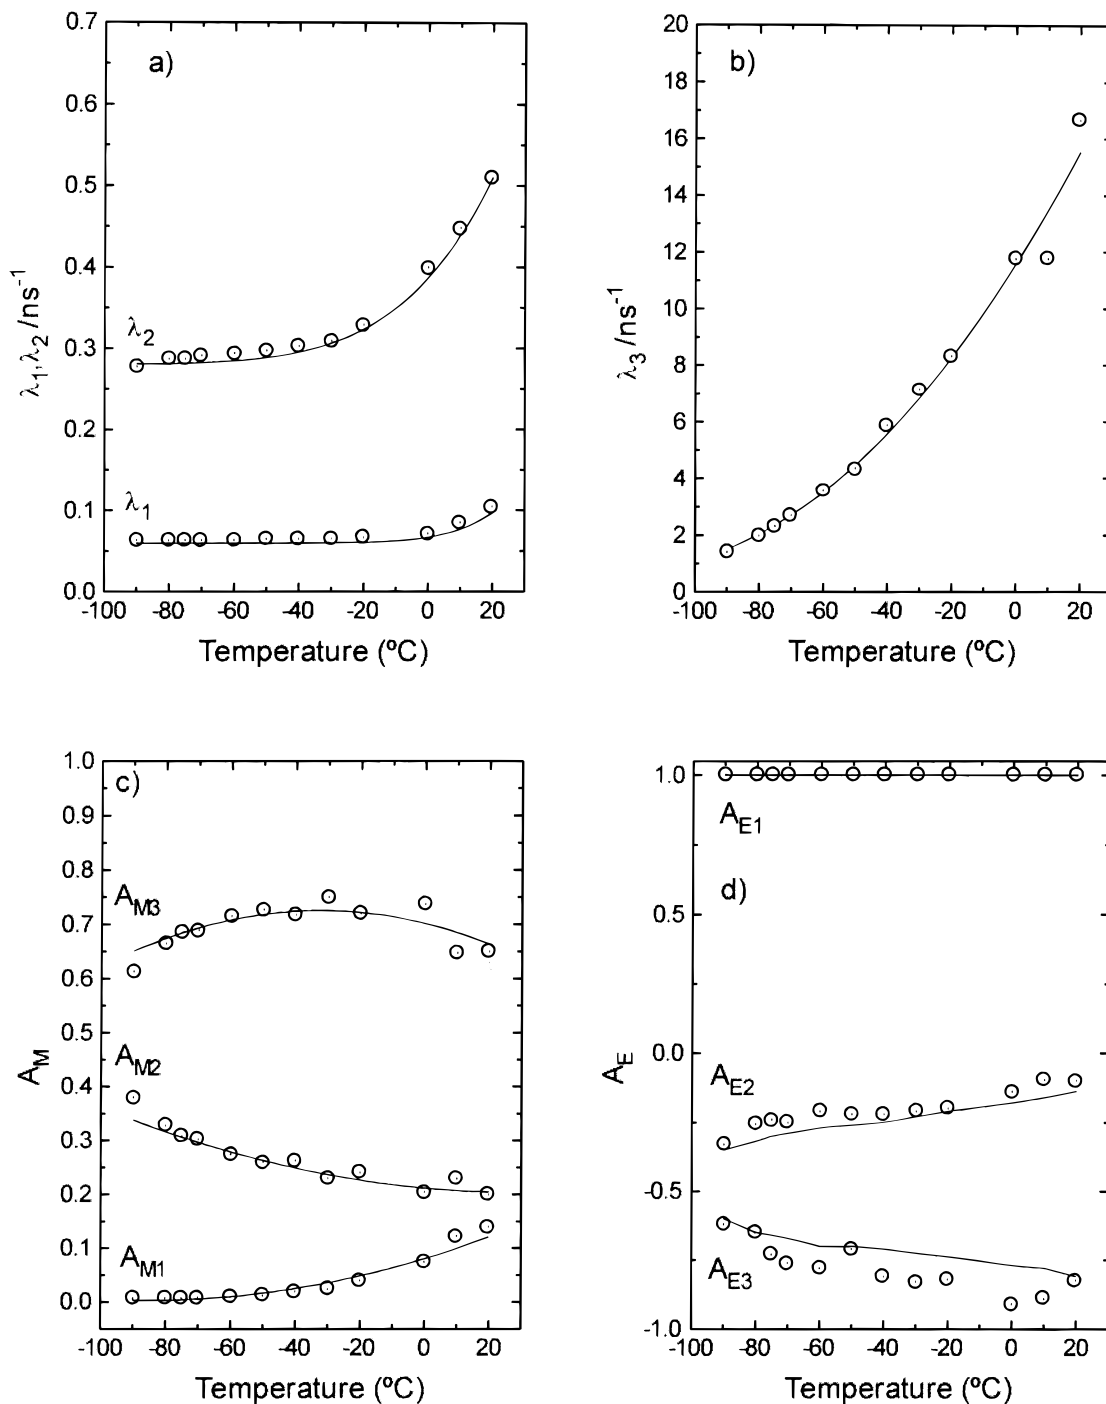 a)
0.7
0.6
0.5
0.4
0.3
0.2
0.1
0.0
λ1,λ2/ns-1
λ2
λ1
-100 -80 -60 -40 -20 0 20
Temperature (ºC)
b)
20
18
16
14
12
10
8
6
4
2
0
λ3/ns-1
-100 -80 -60 -40 -20 0 20
Temperature (ºC)
c)
1.0
0.9
0.8
0.7
0.6
0.5
0.4
0.3
0.2
0.1
0.0
AM
AM3
AM2
AM1
-100 -80 -60 -40 -20 0 20
Temperature (ºC)
1.0
0.5
0.0
-0.5
-1.0
AE
AE1
d)
AE2
AE3
-100 -80 -60 -40 -20 0 20
Temperature (ºC)